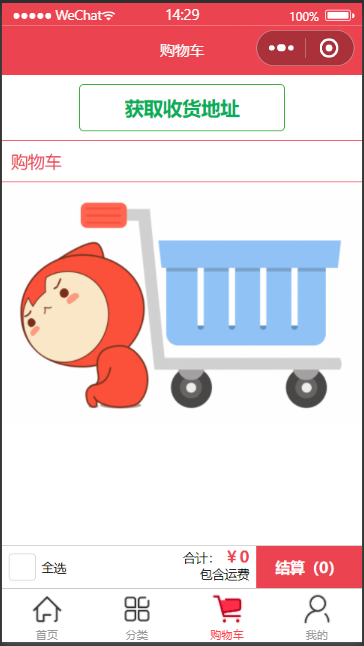 WeChat 14:29 100%
购物车
获取收货地址
购物车
全选
合计: ￥0
包含运费
结算（0）
首页 分类 购物车 我的